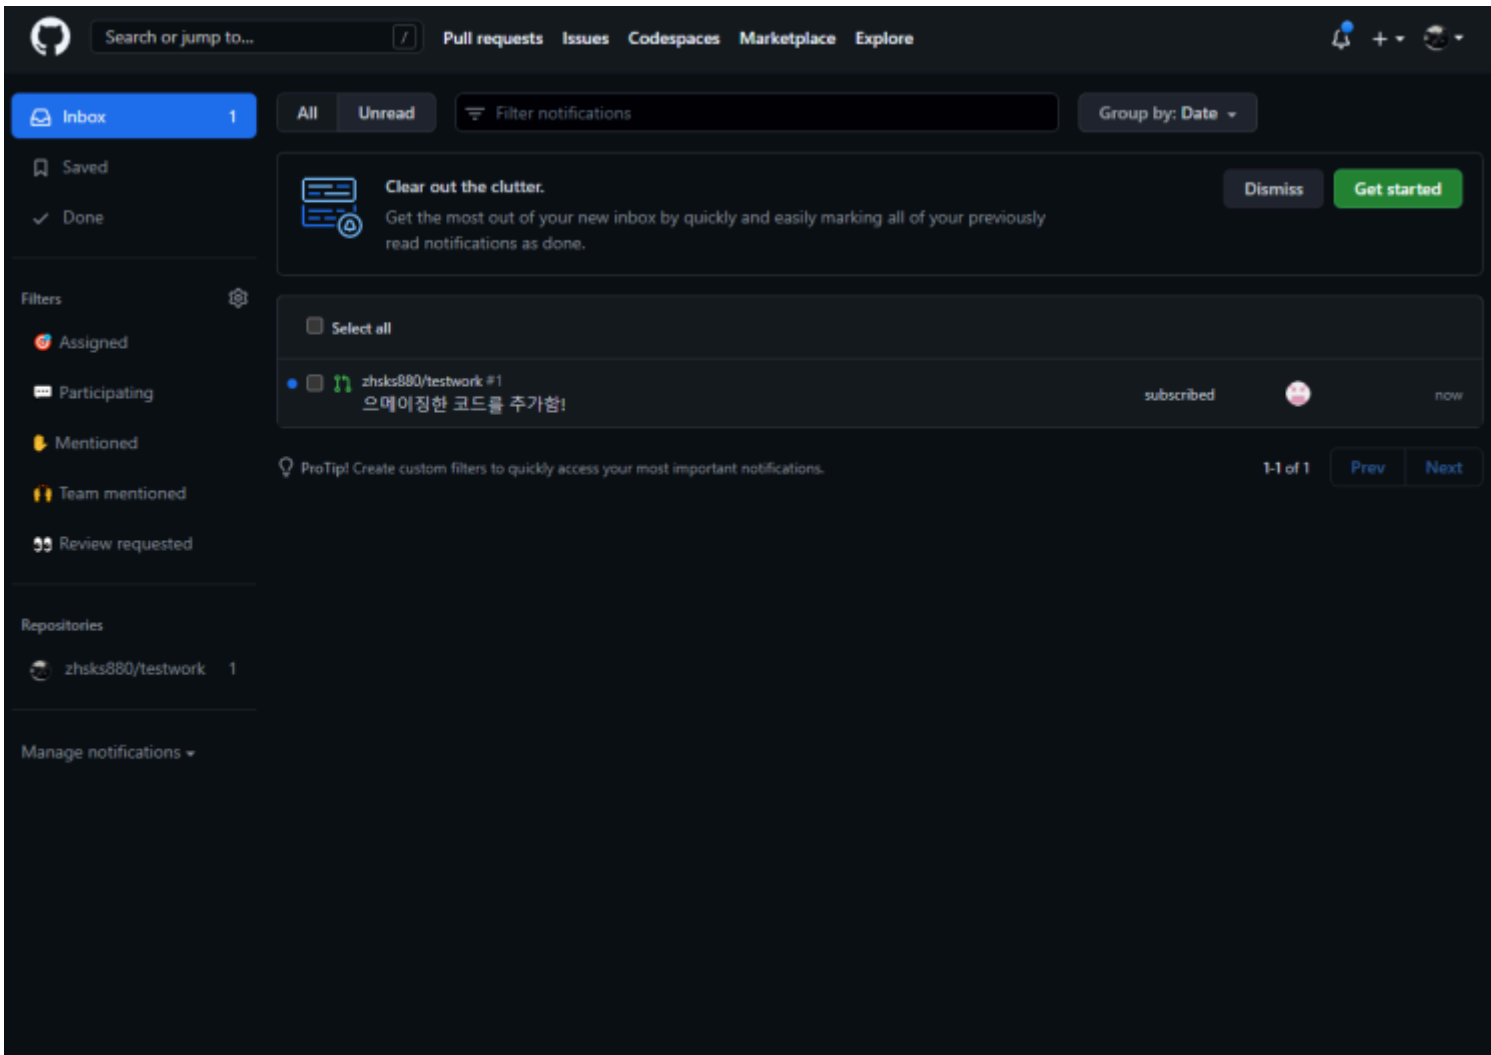 Search or jump to... / Pull requests Issues Codespaces Marketplace Explore
Inbox 1
Saved
Done
Filters
Assigned
Participating
Mentioned
Team mentioned
Review requested
Repositories
zhsks880/testwork 1
Manage notifications
All Unread Filter notifications Group by: Date
Clear out the clutter.
Get the most out of your new inbox by quickly and easily marking all of your previously
read notifications as done.
Dismiss Get started
Select all
zhsks880/testwork #1
으메이징한 코드를 추가함!
subscribed now
ProTip! Create custom filters to quickly access your most important notifications.
1-1 of 1 Prev Next